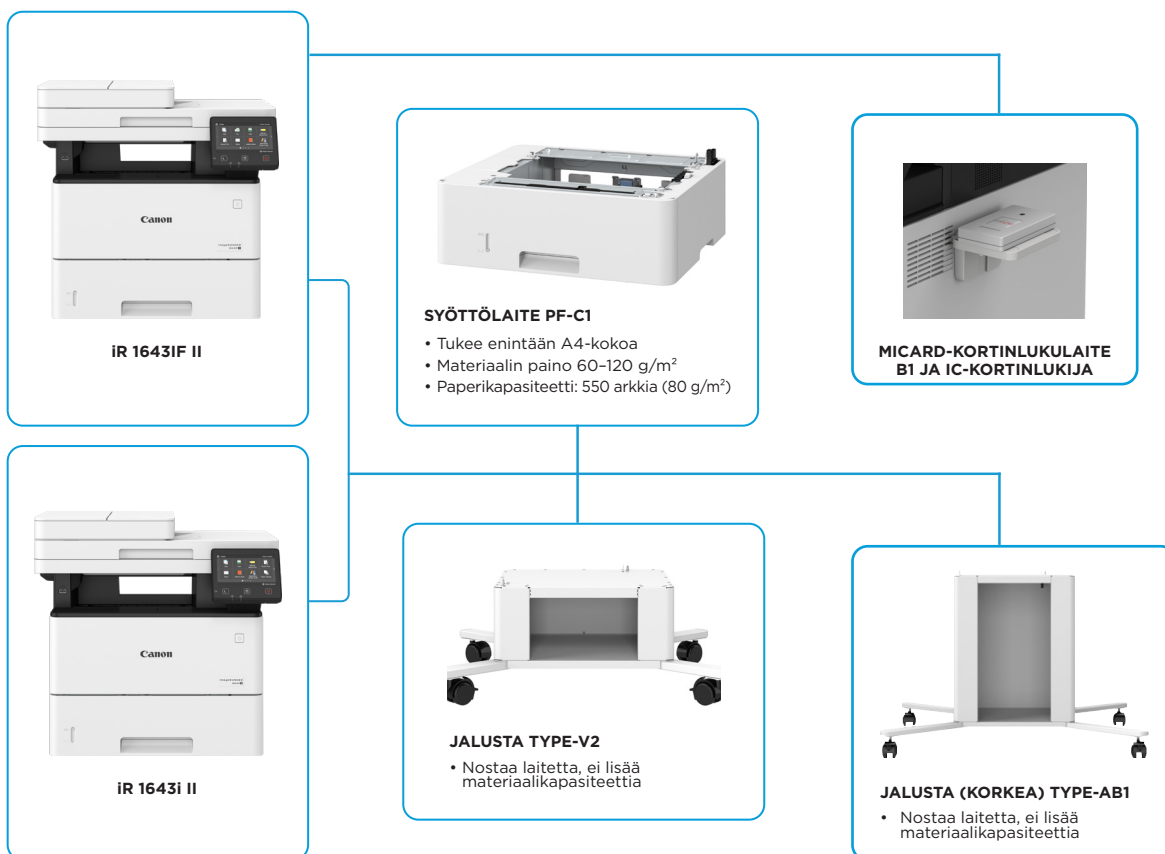 Canon
iR 1643IF II
SYÖTTÖLAITE PF-C1
• Tukee enintään A4-kokoa
• Materiaalin paino 60–120 g/m²
• Paperikapasiteetti: 550 arkkia (80 g/m²)
MICARD-KORTINLUKULAITE
B1 JA IC-KORTINLUKIJA
Canon
iR 1643i II
JALUSTA TYPE-V2
• Nostaa laitetta, ei lisää
materiaalikapasiteettia
JALUSTA (KORKEA) TYPE-AB1
• Nostaa laitetta, ei lisää
materiaalikapasiteettia